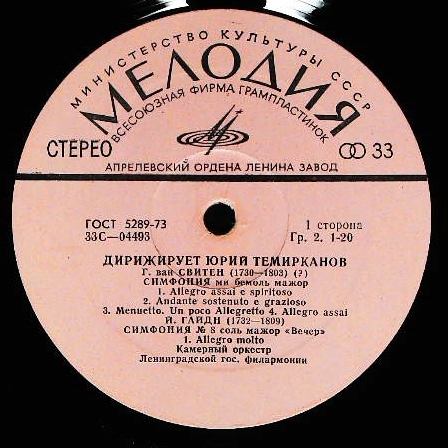 МИНИСТЕРСТВО КУЛЬТУРЫ СССР
МЕЛОДИЯ
ВСЕСОЮЗНАЯ ФИРМА ГРАМПЛАСТИНОК
СТЕРЕО
33
АПРЕЛЕВСКИЙ ОРДЕНА ЛЕНИНА ЗАВОД
ГОСТ 5289-73
33С—04493
1 сторона
Гр. 2. 1-20
ДИРИЖИРУЕТ ЮРИЙ ТЕМИРКАНОВ
Г. ван СВИТЕН (1730—1803) (?)
СИМФОНИЯ ми бемоль мажор
1. Allegro assai e spiritoso
2. Andante sostenuto e grazioso
3. Menuetto. Un poco Allegretto 4. Allegro assai
Й. ГАЙДН (1732—1809)
СИМФОНИЯ № 8 соль мажор «Вечер»
1. Allegro molto
Камерный оркестр
Ленинградской гос. филармонии